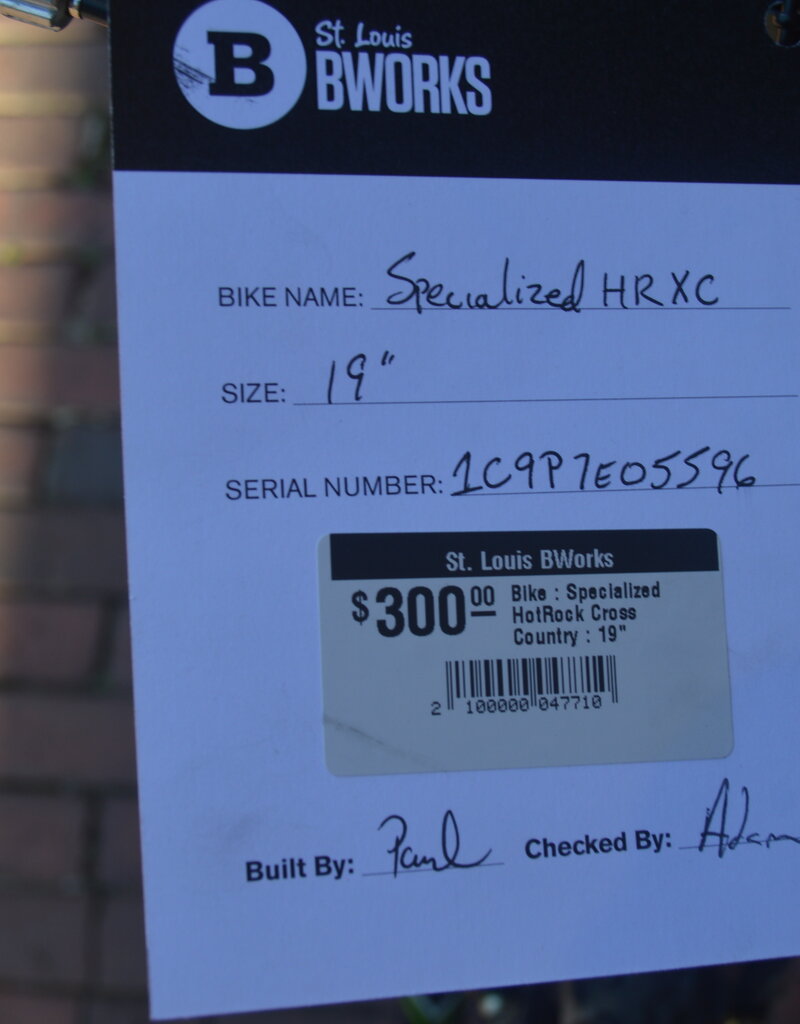 B
St. Louis
BWORKS
BIKE NAME: Specialized HRXC
SIZE: 19"
SERIAL NUMBER: 1C9P7E05596
St. Louis BWorks
$300.00 Bike : Specialized
HotRock Cross
Country : 19"
2 100000 047710
Built By: Paul Checked By: Adam